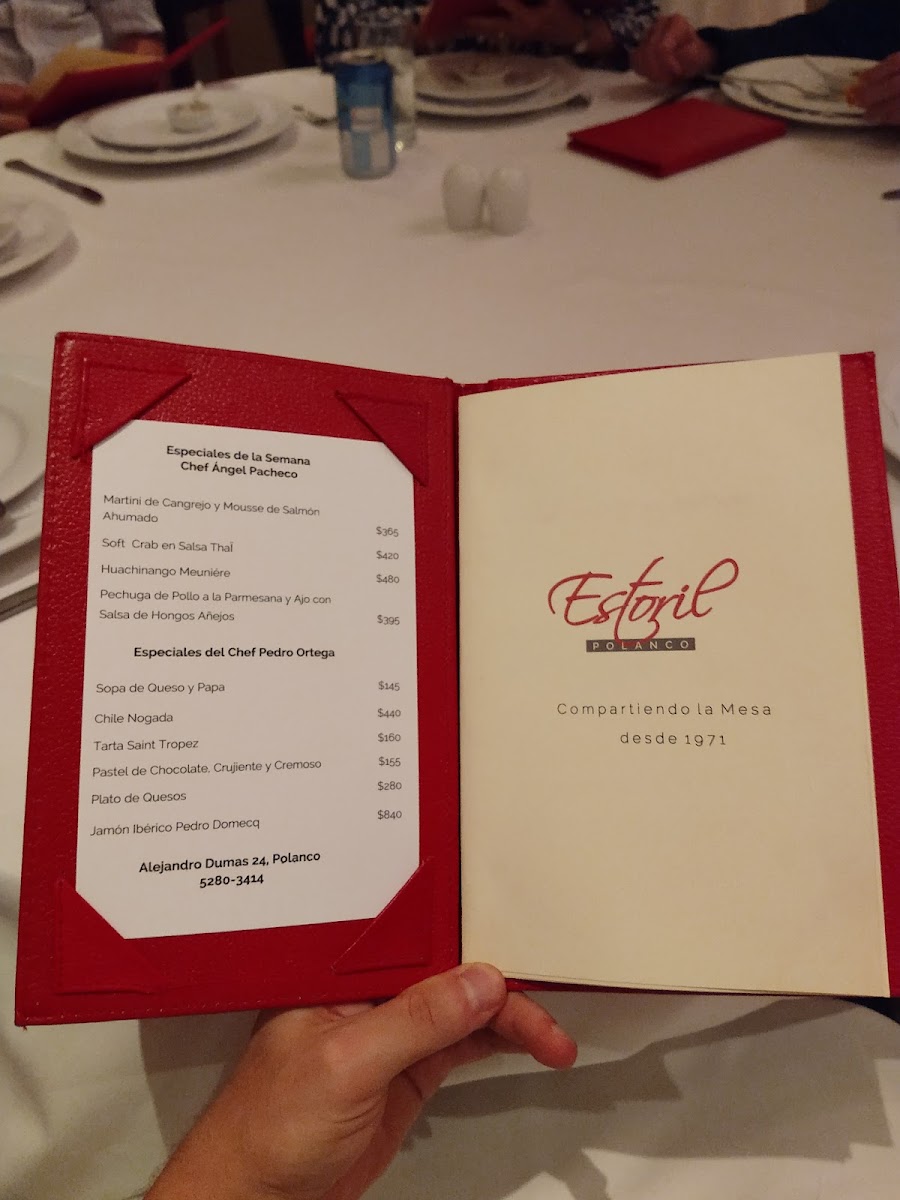 Especiales de la Semana
Chef Ángel Pacheco
Martini de Cangrejo y Mousse de Salmón
Ahumado $365
Soft Crab en Salsa Thaï $420
Huachinango Meuniére $480
Pechuga de Pollo a la Parmesana y Ajo con
Salsa de Hongos Añejos $395
Especiales del Chef Pedro Ortega
Sopa de Queso y Papa $145
Chile Nogada $440
Tarta Saint Tropez $160
Pastel de Chocolate, Crujiente y Cremoso $155
Plato de Quesos $280
Jamón Ibérico Pedro Domecq $840
Alejandro Dumas 24, Polanco
5280-3414
Estoril
POLANCO
Compartiendo la Mesa
desde 1971